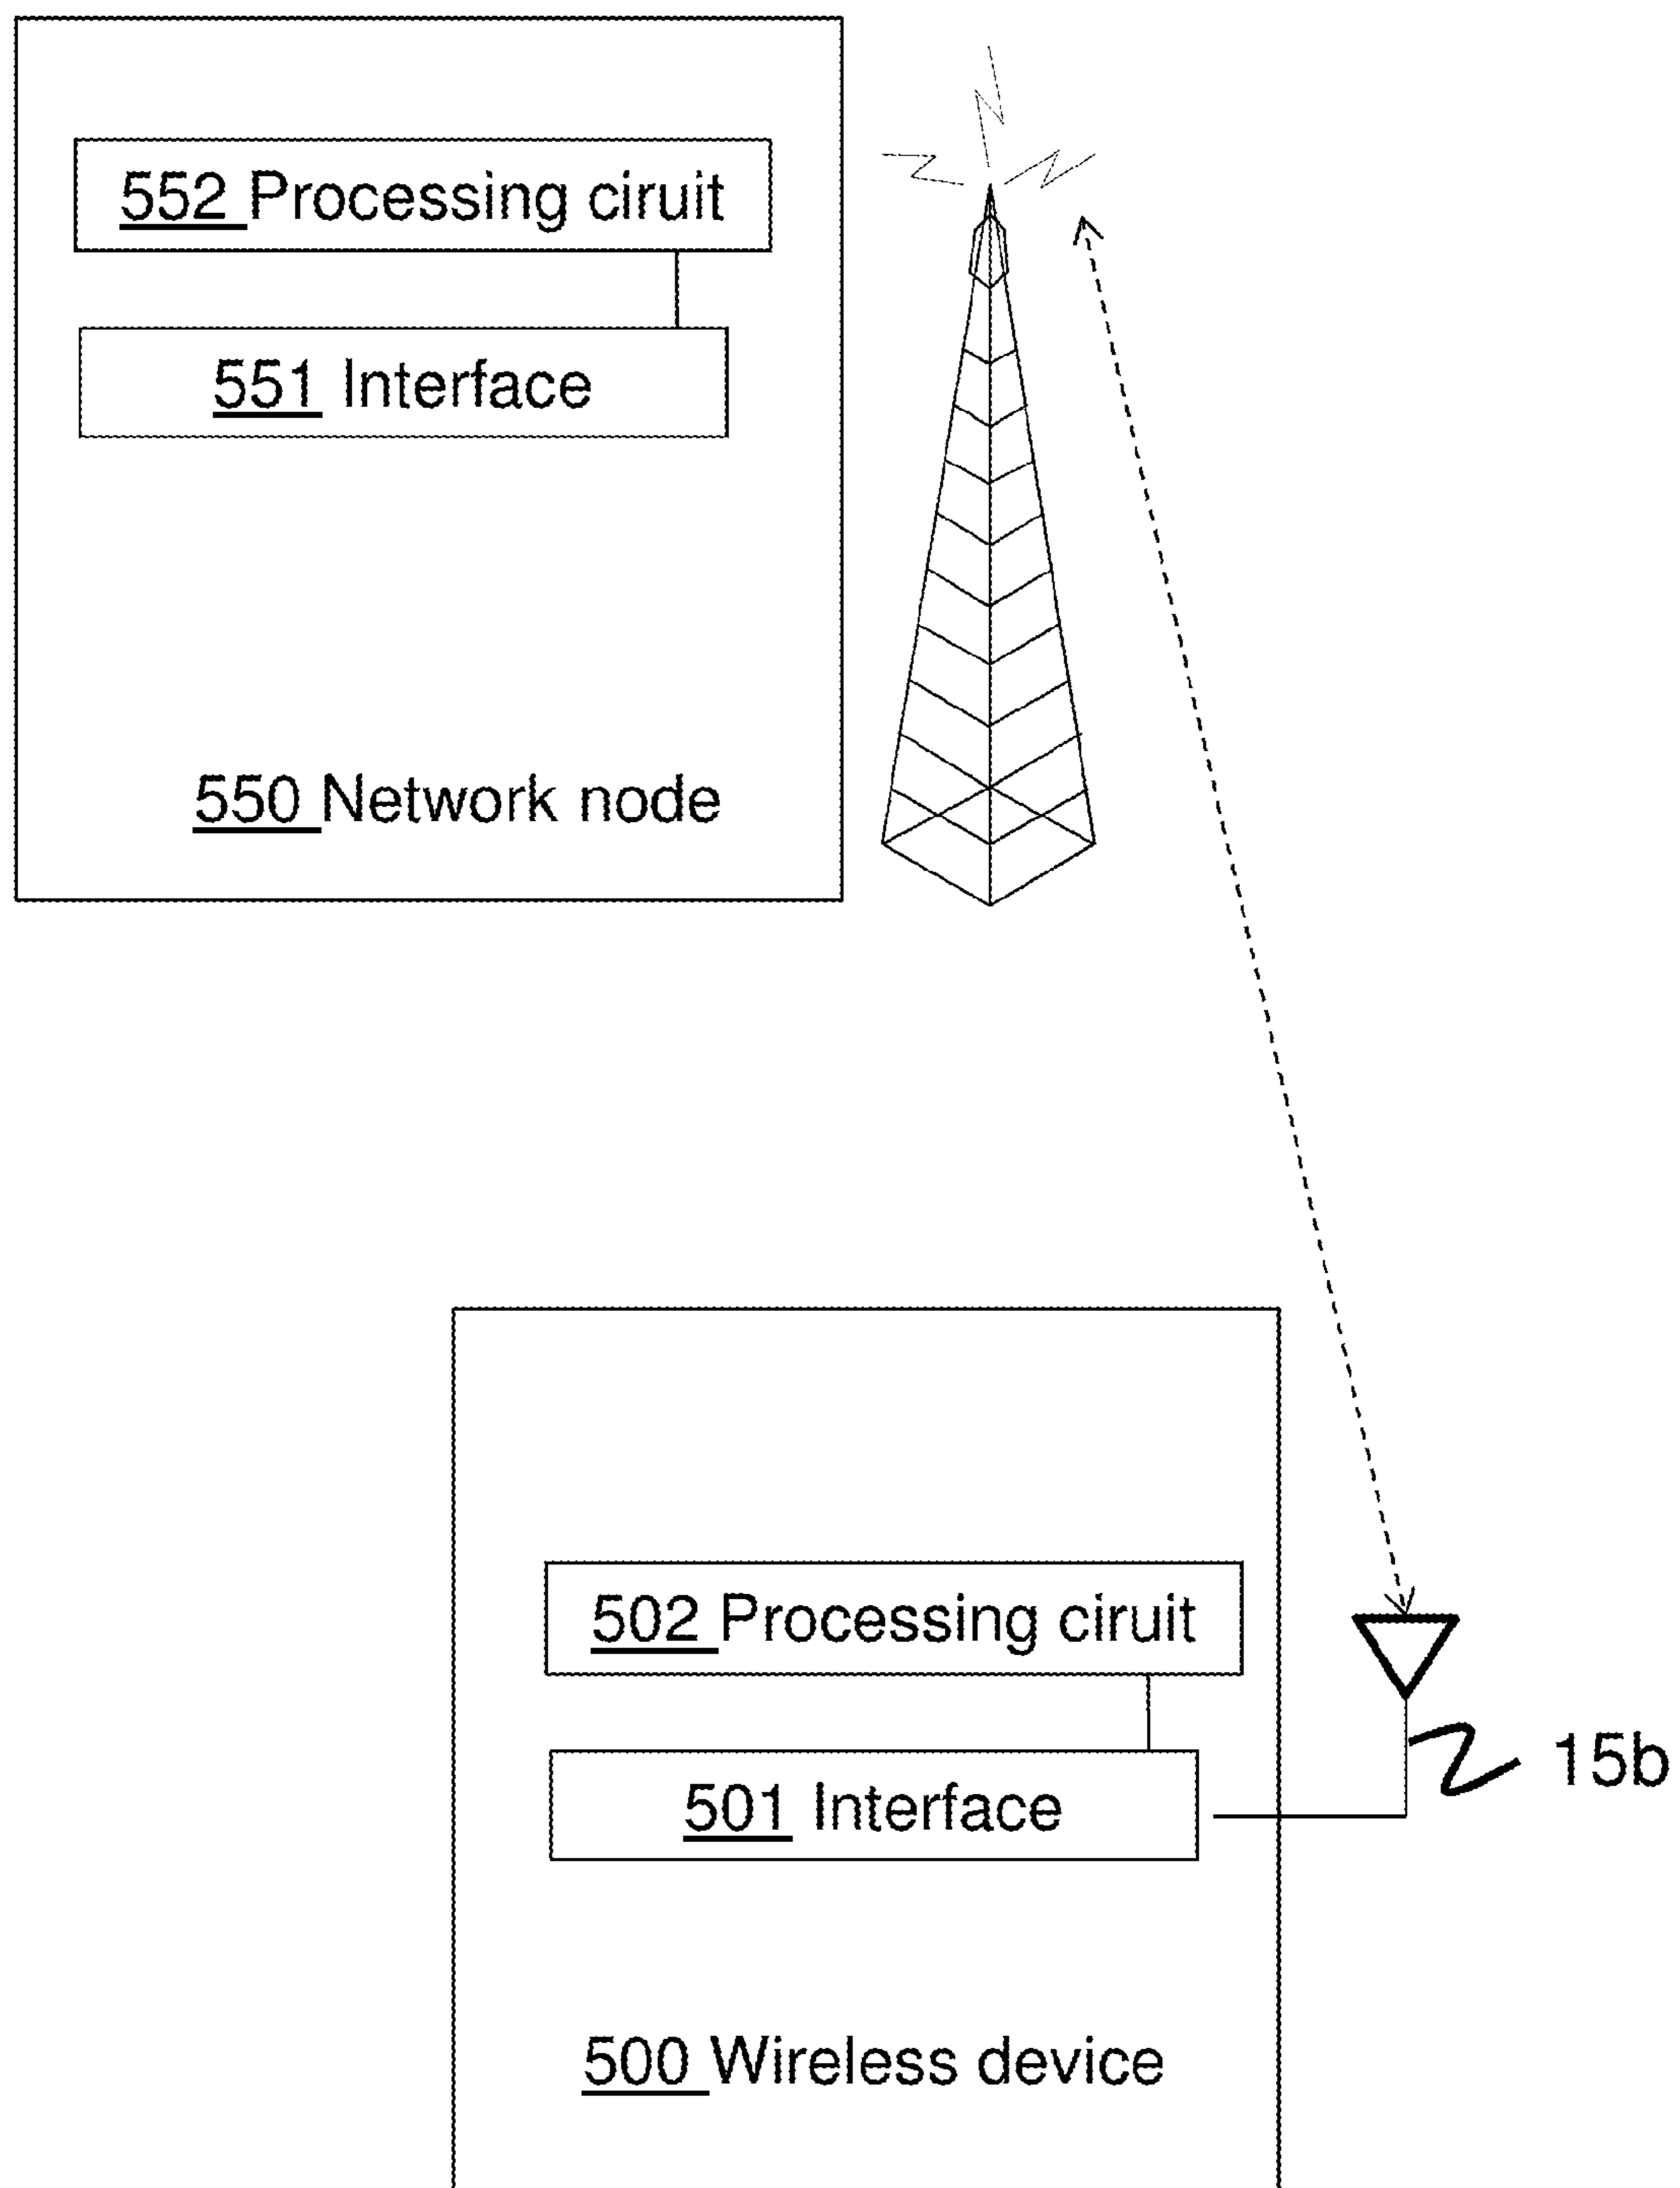 552 Processing ciruit
551 Interface
550 Network node
502 Processing ciruit
501 Interface
15b
500 Wireless device